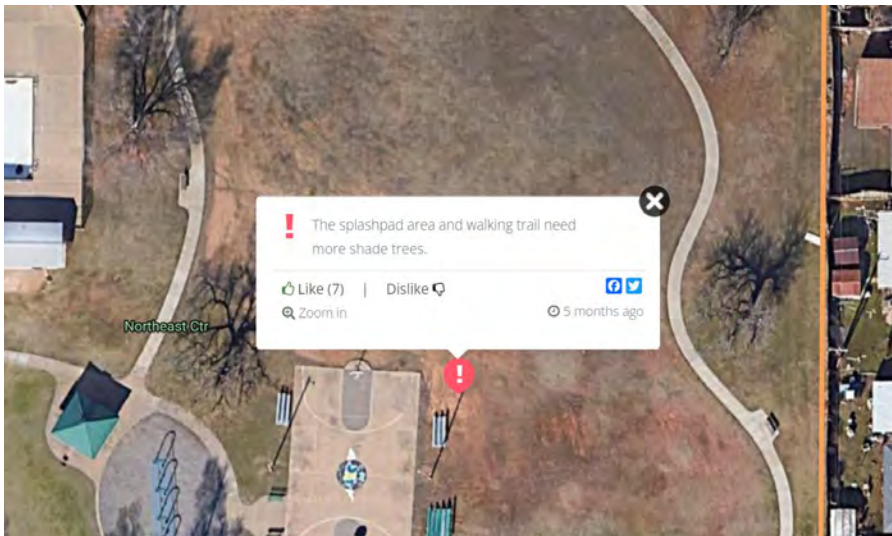 The splashpad area and walking trail need
more shade trees.
Like (7) | Dislike
Zoom in
5 months ago
Northeast Ctr